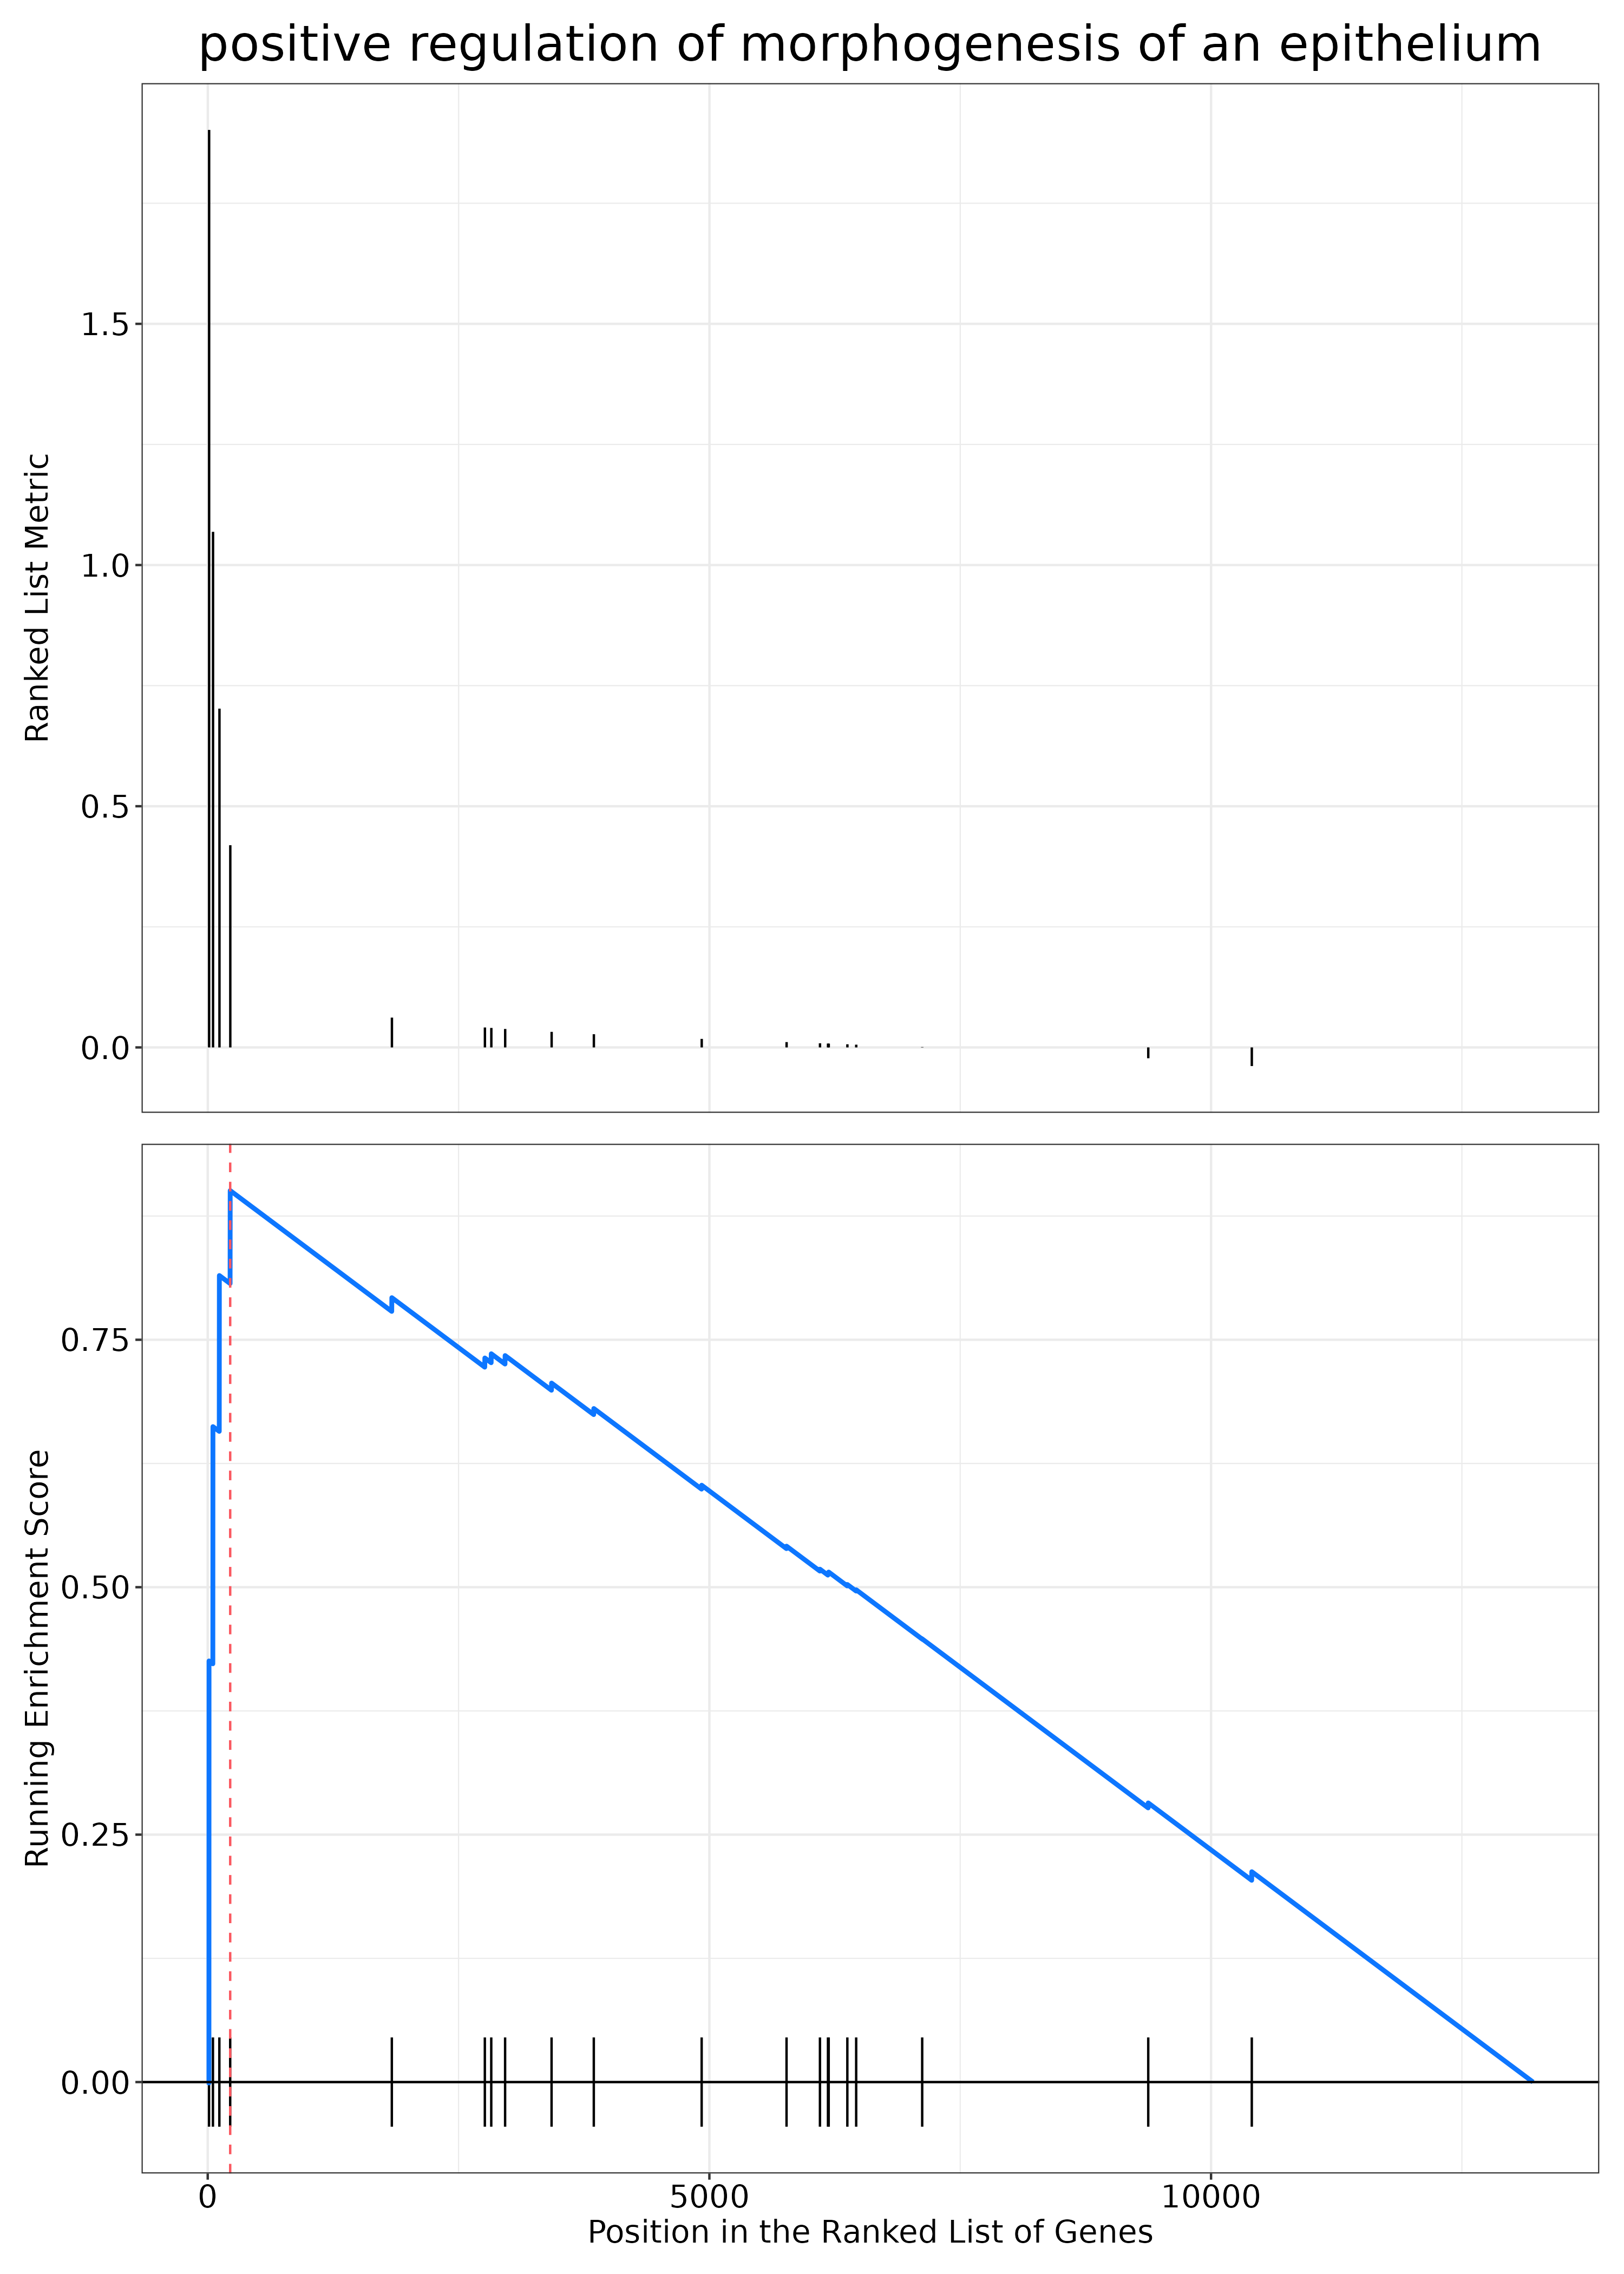 positive regulation of morphogenesis of an epithelium
Ranked List Metric
1.5
1.0
0.5
0.0
Running Enrichment Score
0.75
0.50
0.25
0.00
0
5000
10000
Position in the Ranked List of Genes